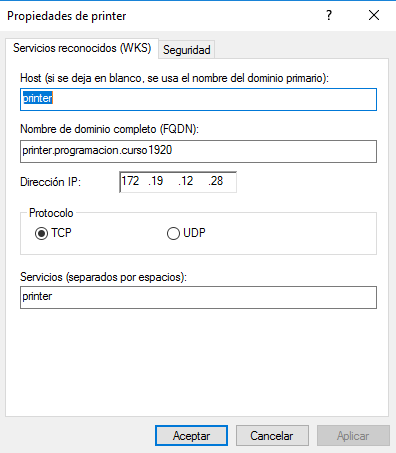 Propiedades de printer
Servicios reconocidos (WKS) Seguridad
Host (si se deja en blanco, se usa el nombre del dominio primario):
printer
Nombre de dominio completo (FQDN):
printer.programacion.curso1920
Dirección IP: 172 .19 .12 .28
Protocolo
TCP UDP
Servicios (separados por espacios):
printer
Aceptar Cancelar Aplicar